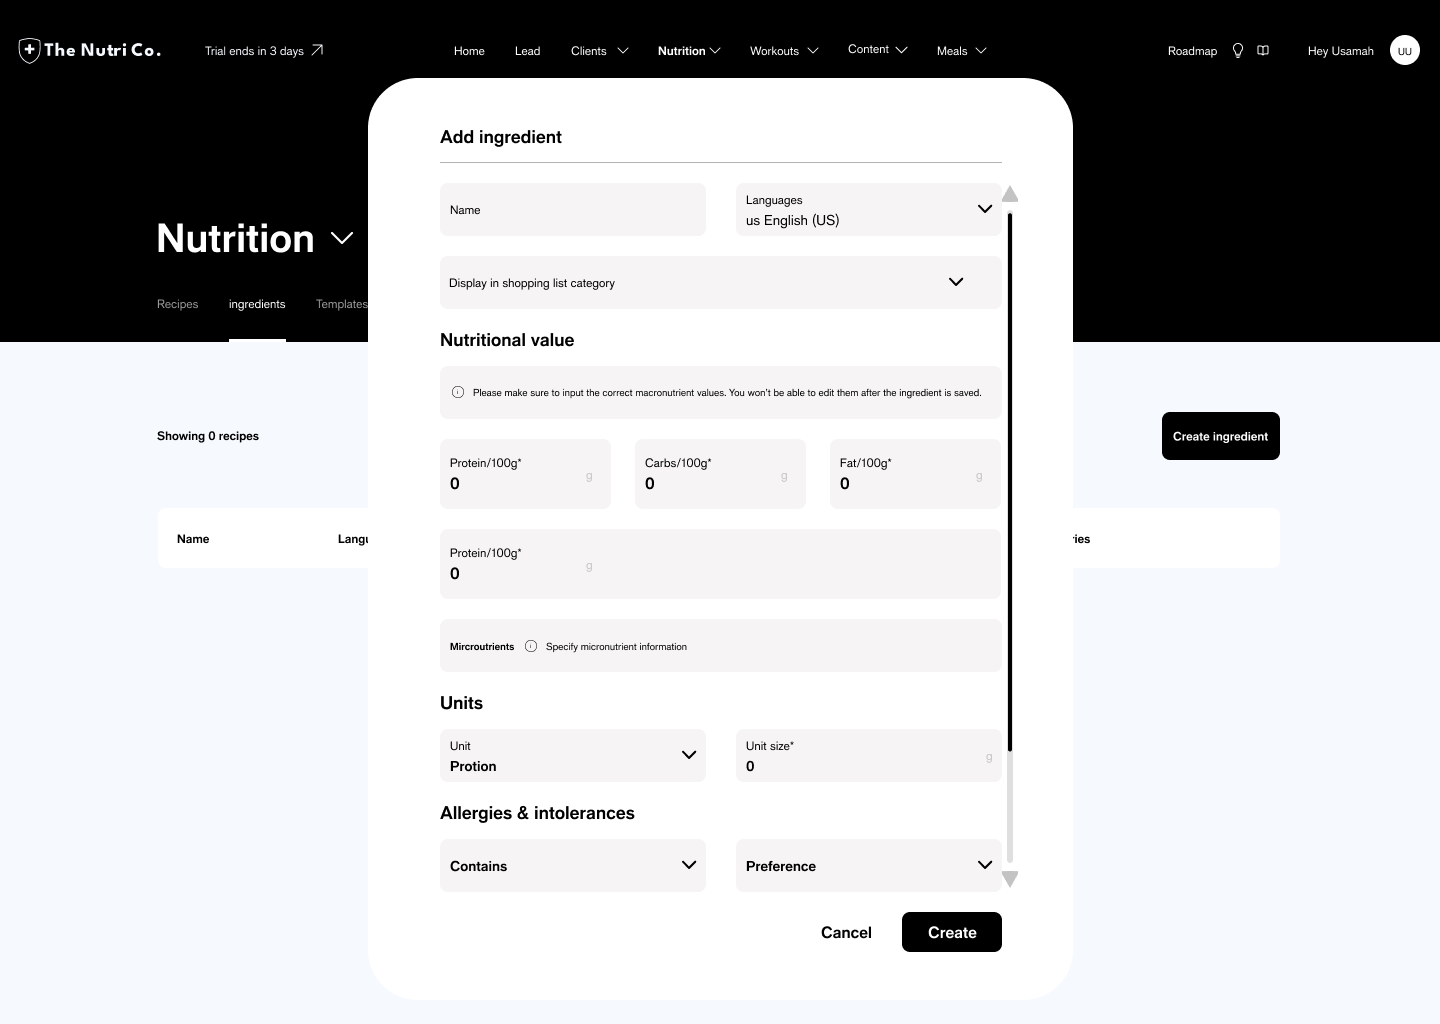 The Nutri Co.
Trial ends in 3 days
Home
Lead
Clients
Nutrition
Workouts
Content
Meals
Roadmap
Hey Usamah
UU
Nutrition
Recipes
ingredients
Templates
Showing 0 recipes
Create ingredient
Name
Langu
ries
Add ingredient
Name
Languages
us English (US)
Display in shopping list category
Nutritional value
Please make sure to input the correct macronutrient values. You won't be able to edit them after the ingredient is saved.
Protein/100g*
0
g
Carbs/100g*
0
g
Fat/100g*
0
g
Protein/100g*
0
g
Mircroutrients
Specify micronutrient information
Units
Unit
Protion
Unit size*
0
g
Allergies & intolerances
Contains
Preference
Cancel
Create